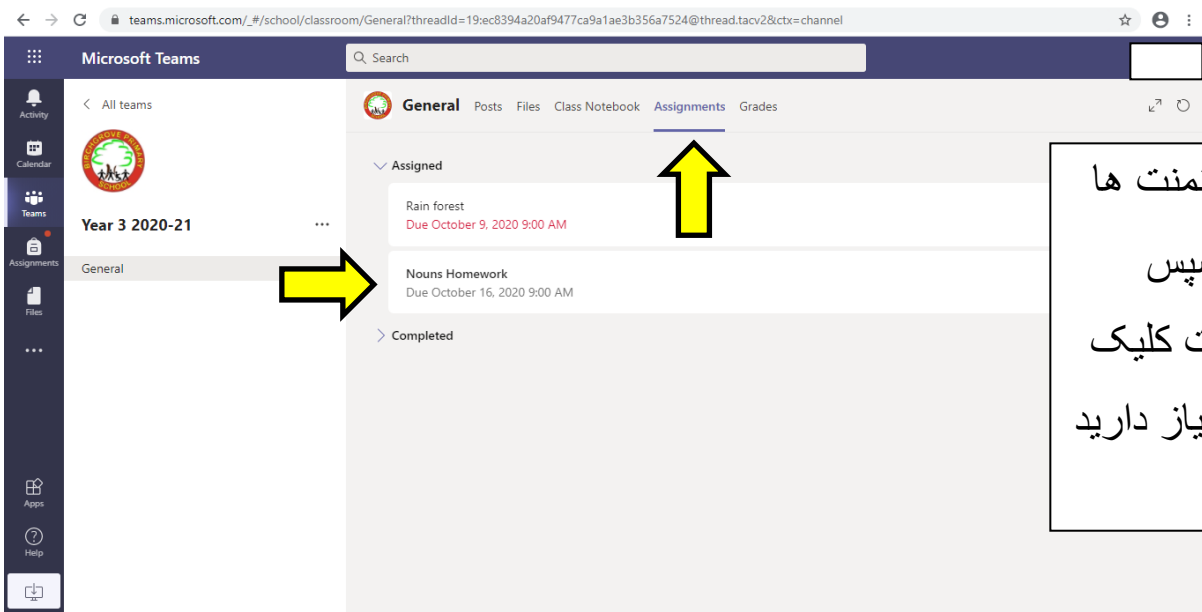 teams.microsoft.com/_#/school/classroom/General?threadId=19:ec8394a20af9477ca9a1ae3b356a7524@thread.tacv2&ctx=channel
Microsoft Teams
Search
Activity
Calendar
Teams
Assignments
Files
Apps
Help
All teams
BIRCHGROVE PRIMARY SCHOOL
Year 3 2020-21
General
General Posts Files Class Notebook Assignments Grades
Assigned
Rain forest
Due October 9, 2020 9:00 AM
Nouns Homework
Due October 16, 2020 9:00 AM
Completed
ها
کلیک
دارید